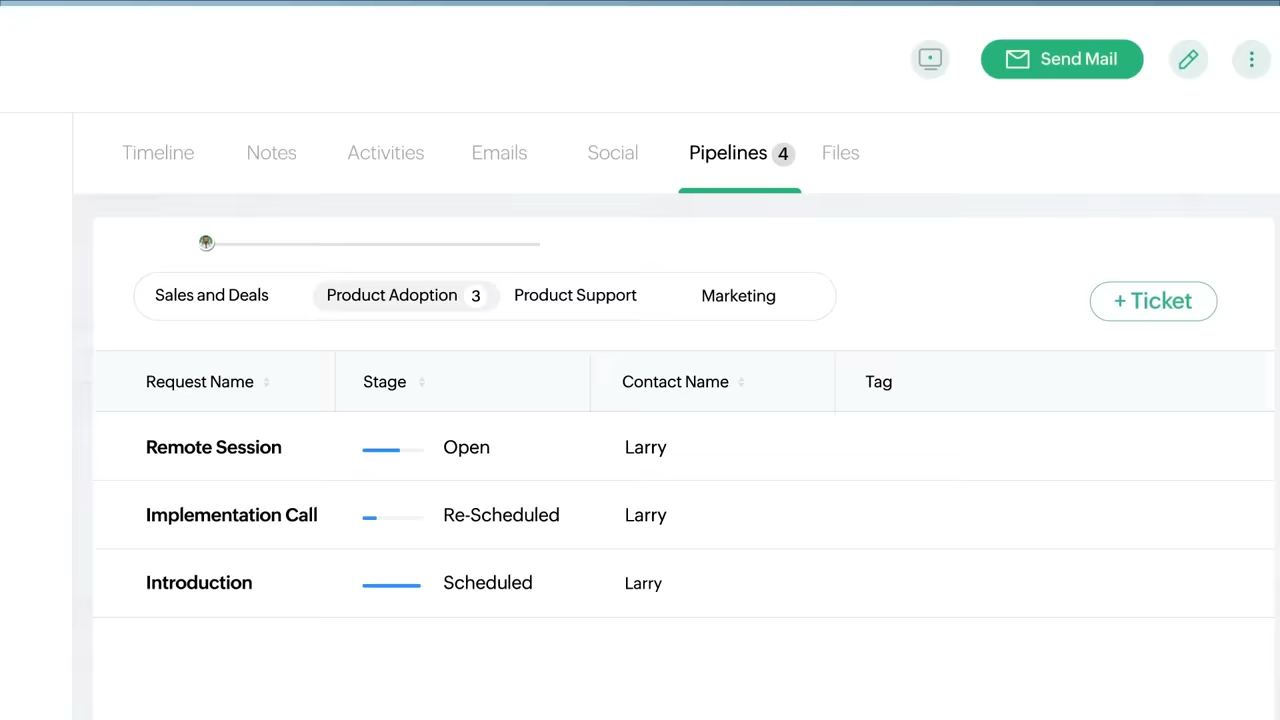 Send Mail
Timeline Notes Activities Emails Social Pipelines 4 Files
Sales and Deals Product Adoption 3 Product Support Marketing
+ Ticket
Request Name Stage Contact Name Tag
Remote Session Open Larry
Implementation Call Re-Scheduled Larry
Introduction Scheduled Larry